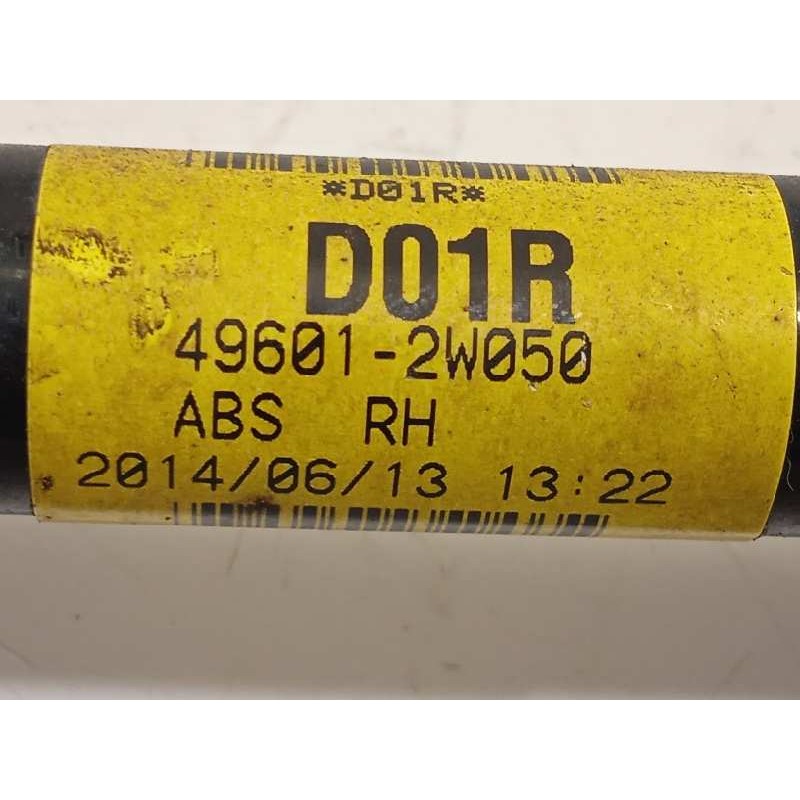 *D01R*
D01R
49601-2W050
ABS RH
2014/06/13 13:22